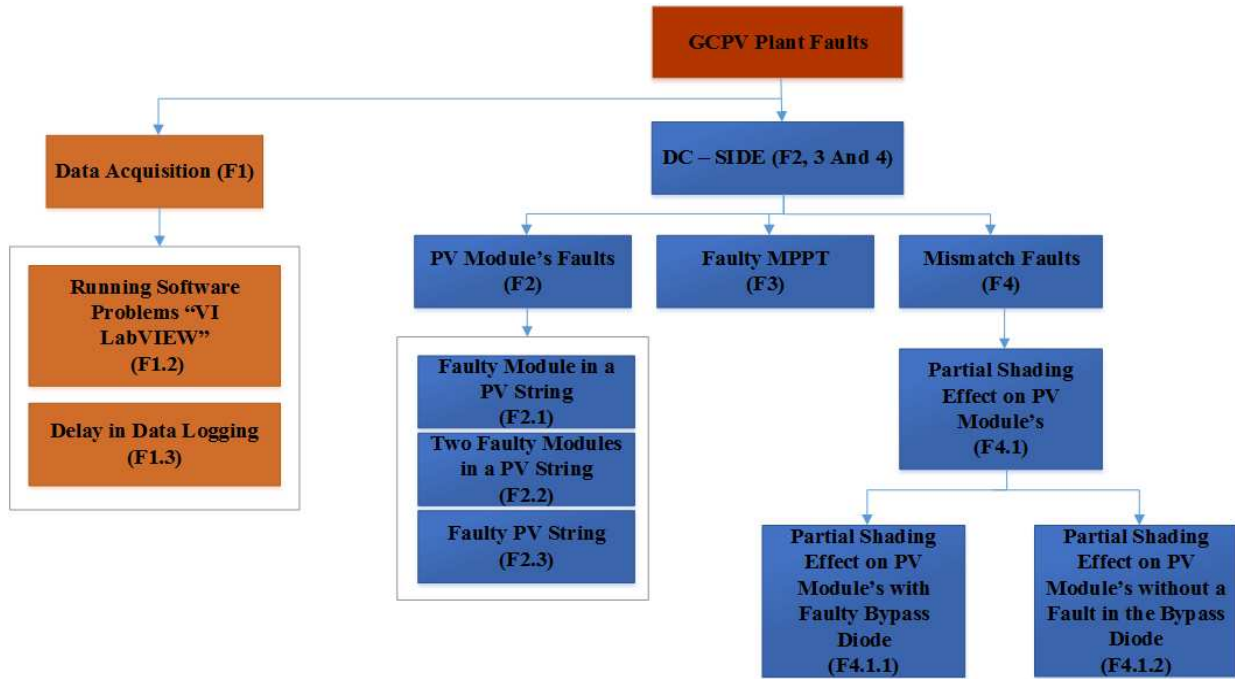 GCPV Plant Faults
Data Acquisition (F1)
DC – SIDE (F2, 3 And 4)
Running Software
Problems “VI
LabVIEW”
(F1.2)
Delay in Data Logging
(F1.3)
PV Module’s Faults
(F2)
Faulty Module in a
PV String
(F2.1)
Two Faulty Modules
in a PV String
(F2.2)
Faulty PV String
(F2.3)
Faulty MPPT
(F3)
Mismatch Faults
(F4)
Partial Shading
Effect on PV
Module’s
(F4.1)
Partial Shading
Effect on PV
Module’s with
Faulty Bypass
Diode
(F4.1.1)
Partial Shading
Effect on PV
Module’s without a
Fault in the Bypass
Diode
(F4.1.2)